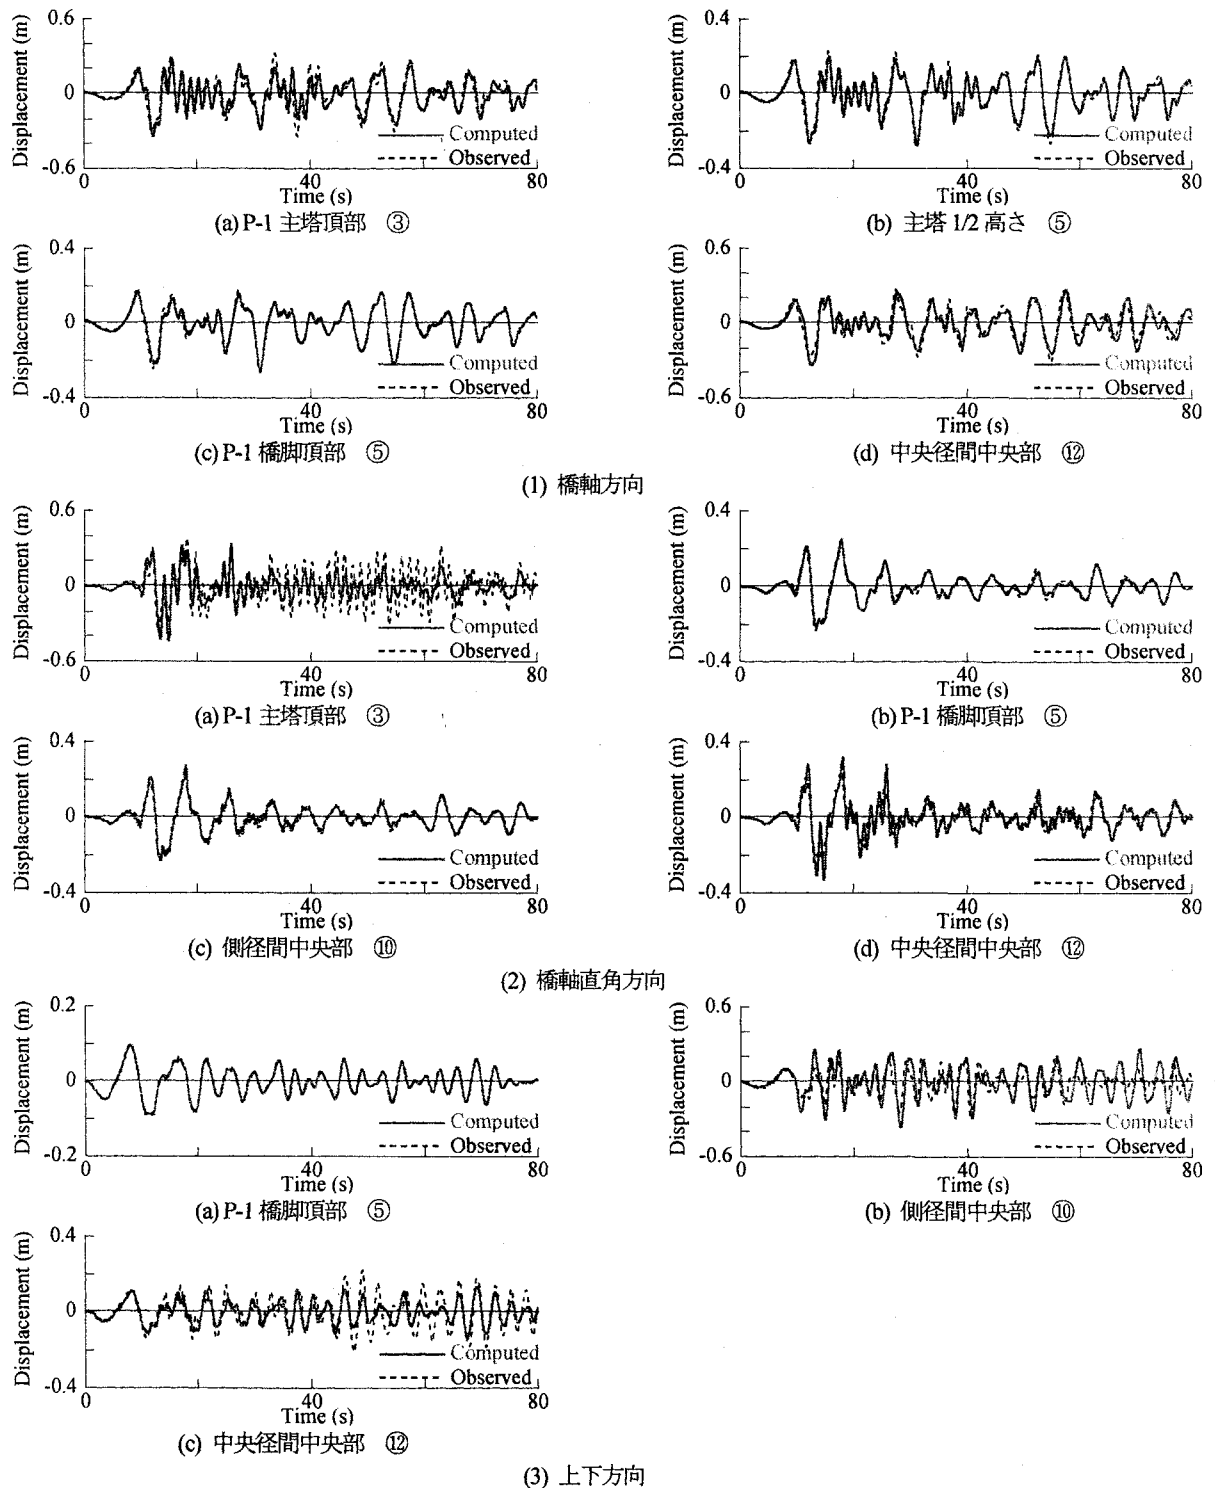 0.6
Displacement (m)
0
-0.6
Computed
Observed
0
40
80
Time (s)
(a) P-1 主塔頂部 ③
0.4
Displacement (m)
0
-0.4
Computed
Observed
0
40
80
Time (s)
(b) 主塔 1/2 高さ ⑤
0.4
Displacement (m)
0
-0.4
Computed
Observed
0
40
80
Time (s)
(c) P-1 橋脚頂部 ⑤
0.6
Displacement (m)
0
-0.6
Computed
Observed
0
40
80
Time (s)
(d) 中央径間中央部 ⑫
(1) 橋軸方向
0.6
Displacement (m)
0
-0.6
Computed
Observed
0
40
80
Time (s)
(a) P-1 主塔頂部 ③
0.4
Displacement (m)
0
-0.4
Computed
Observed
0
40
80
Time (s)
(b) P-1 橋脚頂部 ⑤
0.4
Displacement (m)
0
-0.4
Computed
Observed
0
40
80
Time (s)
(c) 側径間中央部 ⑩
0.4
Displacement (m)
0
-0.4
Computed
Observed
0
40
80
Time (s)
(d) 中央径間中央部 ⑫
(2) 橋軸直角方向
0.2
Displacement (m)
0
-0.2
Computed
Observed
0
40
80
Time (s)
(a) P-1 橋脚頂部 ⑤
0.6
Displacement (m)
0
-0.6
Computed
Observed
0
40
80
Time (s)
(b) 側径間中央部 ⑩
0.4
Displacement (m)
0
-0.4
Computed
Observed
0
40
80
Time (s)
(c) 中央径間中央部 ⑫
(3) 上下方向